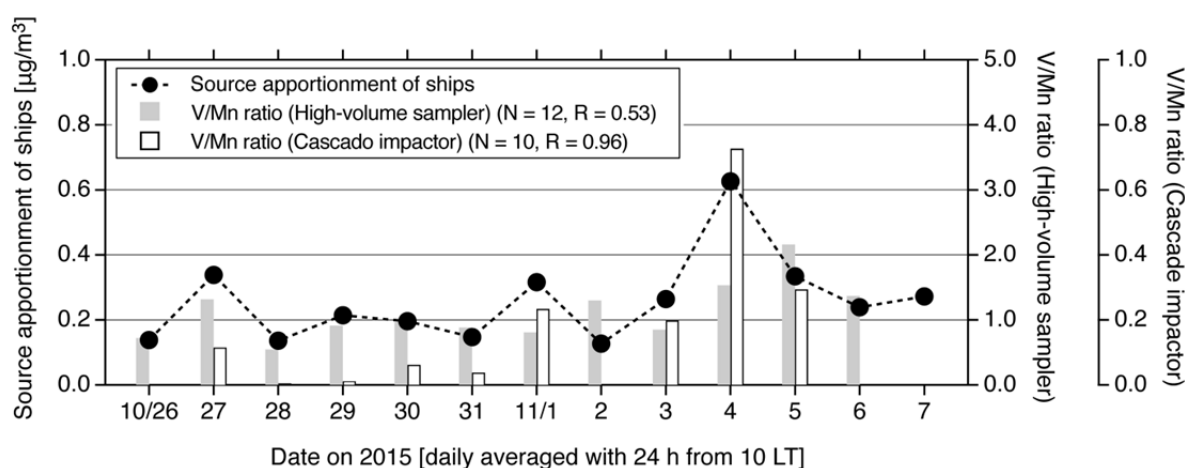 Source apportionment of ships [µg/m³]
1.0
0.8
0.6
0.4
0.2
0.0
Source apportionment of ships
V/Mn ratio (High-volume sampler) (N = 12, R = 0.53)
V/Mn ratio (Cascado impactor) (N = 10, R = 0.96)
5.0
4.0
3.0
2.0
1.0
0.0
V/Mn ratio (High-volume sampler)
1.0
0.8
0.6
0.4
0.2
0.0
V/Mn ratio (Cascade impactor)
10/26 27 28 29 30 31 11/1 2 3 4 5 6 7
Date on 2015 [daily averaged with 24 h from 10 LT]